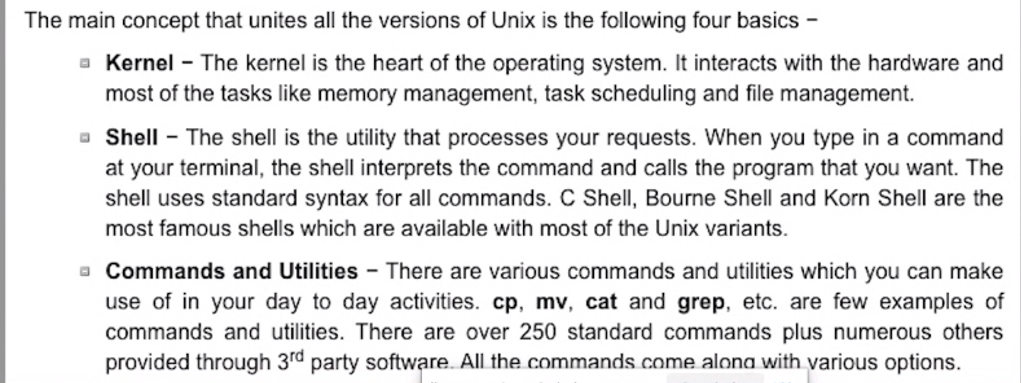 The main concept that unites all the versions of Unix is the following four basics −
Kernel − The kernel is the heart of the operating system. It interacts with the hardware and
most of the tasks like memory management, task scheduling and file management.
Shell − The shell is the utility that processes your requests. When you type in a command
at your terminal, the shell interprets the command and calls the program that you want. The
shell uses standard syntax for all commands. C Shell, Bourne Shell and Korn Shell are the
most famous shells which are available with most of the Unix variants.
Commands and Utilities − There are various commands and utilities which you can make
use of in your day to day activities. cp, mv, cat and grep, etc. are few examples of
commands and utilities. There are over 250 standard commands plus numerous others
provided through 3rd party software. All the commands come along with various options.